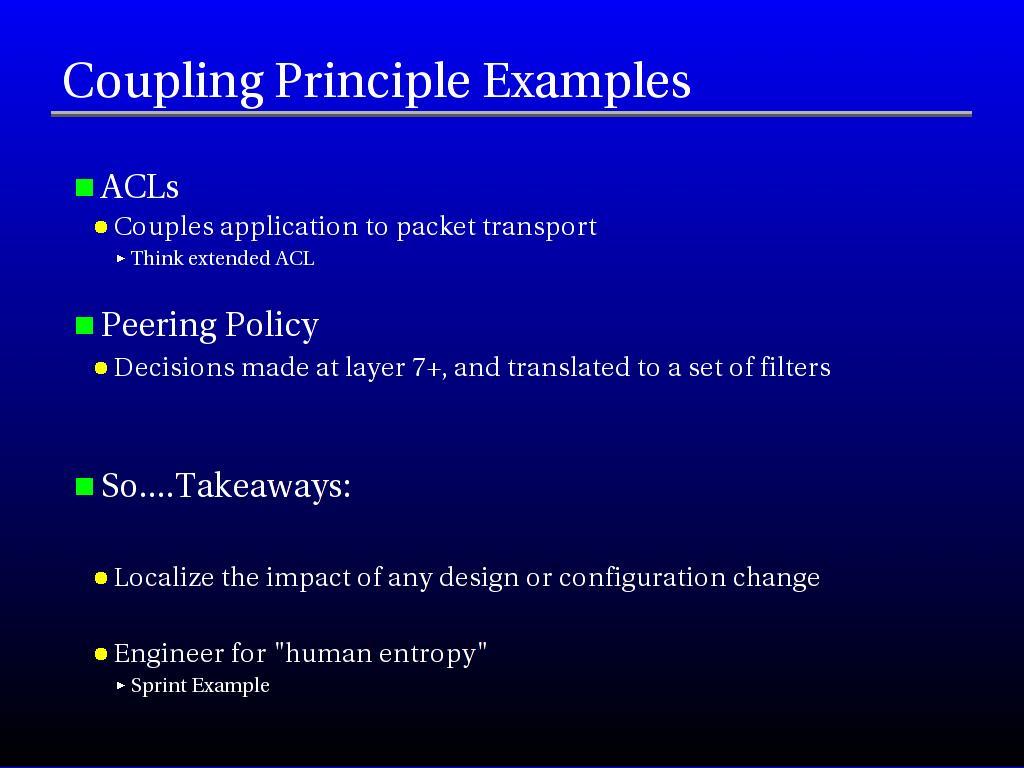 Coupling Principle Examples
ACLs
Couples application to packet transport
Think extended ACL
Peering Policy
Decisions made at layer 7+, and translated to a set of filters
So....Takeaways:
Localize the impact of any design or configuration change
Engineer for "human entropy"
Sprint Example